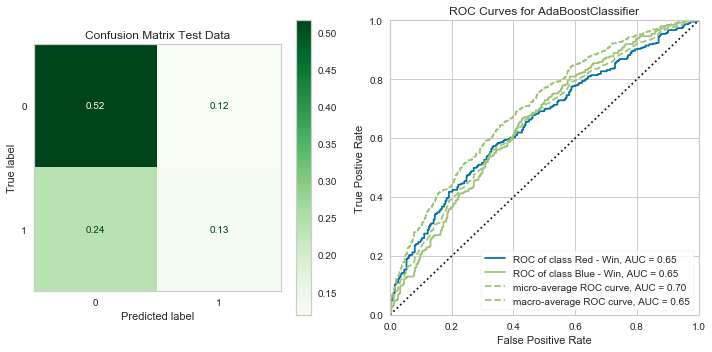 Confusion Matrix Test Data
0
1
True label
0.52
0.12
0.24
0.13
0
1
Predicted label
0.50
0.45
0.40
0.35
0.30
0.25
0.20
0.15
ROC Curves for AdaBoostClassifier
True Postive Rate
1.0
0.8
0.6
0.4
0.2
0.0
0.0
0.2
0.4
0.6
0.8
1.0
False Positive Rate
ROC of class Red - Win, AUC = 0.65
ROC of class Blue - Win, AUC = 0.65
micro-average ROC curve, AUC = 0.70
macro-average ROC curve, AUC = 0.65